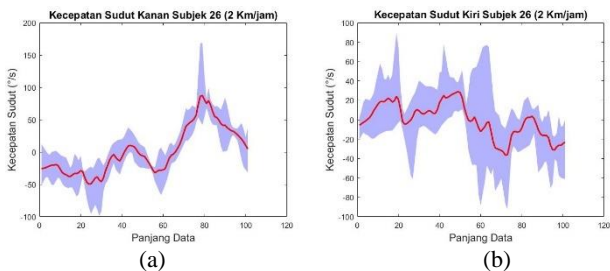 Kecepatan Sudut Kanan Subjek 26 (2 Km/jam)
200
150
100
50
0
-50
-100
Kecepatan Sudut (°/s)
0 20 40 60 80 100 120
Panjang Data
(a)
Kecepatan Sudut Kiri Subjek 26 (2 Km/jam)
100
80
60
40
20
0
-20
-40
-60
-80
-100
Kecepatan Sudut (°/s)
0 20 40 60 80 100 120
Panjang Data
(b)